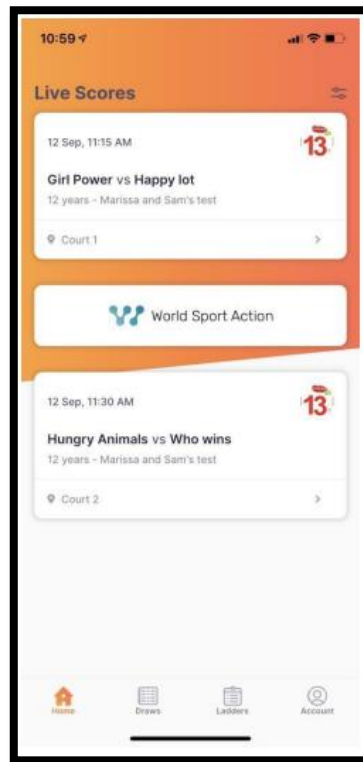 10:59
Live Scores
12 Sep, 11:15 AM
13
Girl Power vs Happy lot
12 years - Marissa and Sam's test
Court 1
World Sport Action
12 Sep, 11:30 AM
13
Hungry Animals vs Who wins
12 years - Marissa and Sam's test
Court 2
Home Draws Ladders Account